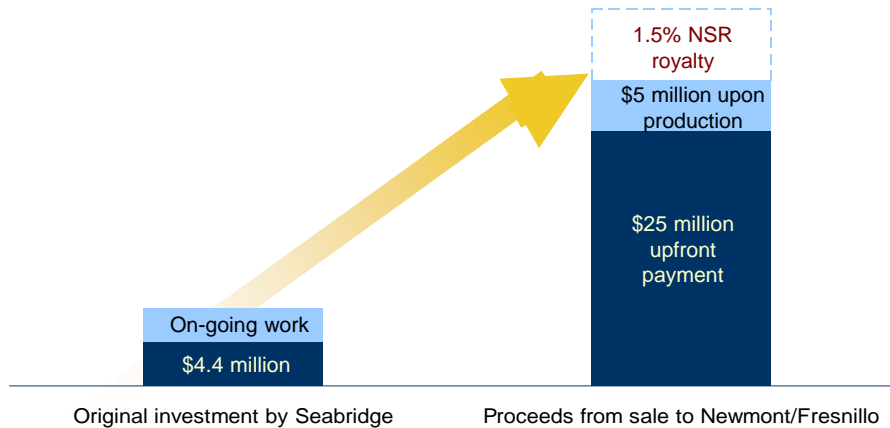 1.5% NSR
royalty
$5 million upon
production
$25 million
upfront
payment
On-going work
$4.4 million
Original investment by Seabridge
Proceeds from sale to Newmont/Fresnillo